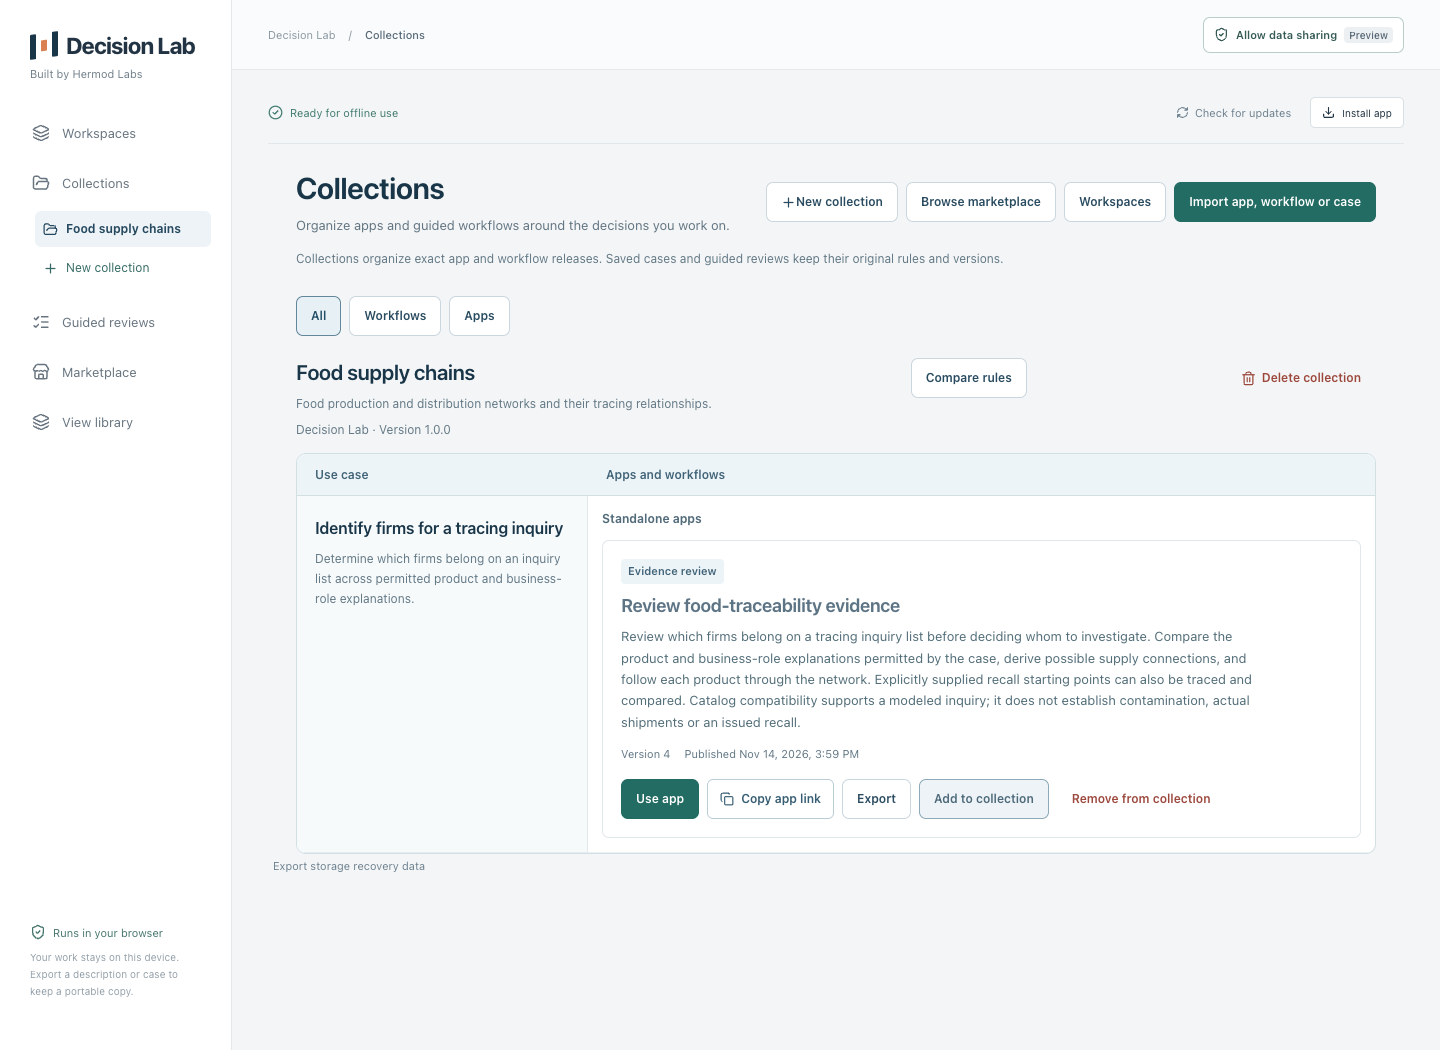 Decision Lab
Built by Hermod Labs
Workspaces
Collections
Food supply chains
New collection
Guided reviews
Marketplace
View library
Runs in your browser
Your work stays on this device.
Export a description or case to
keep a portable copy.
Decision Lab / Collections
Allow data sharing Preview
Ready for offline use
Check for updates
Install app
Collections
Organize apps and guided workflows around the decisions you work on.
New collection
Browse marketplace
Workspaces
Import app, workflow or case
Collections organize exact app and workflow releases. Saved cases and guided reviews keep their original rules and versions.
All
Workflows
Apps
Food supply chains
Food production and distribution networks and their tracing relationships.
Decision Lab · Version 1.0.0
Compare rules
Delete collection
Use case
Apps and workflows
Identify firms for a tracing inquiry
Determine which firms belong on an inquiry
list across permitted product and business-
role explanations.
Standalone apps
Evidence review
Review food-traceability evidence
Review which firms belong on a tracing inquiry list before deciding whom to investigate. Compare the
product and business-role explanations permitted by the case, derive possible supply connections, and
follow each product through the network. Explicitly supplied recall starting points can also be traced and
compared. Catalog compatibility supports a modeled inquiry; it does not establish contamination, actual
shipments or an issued recall.
Version 4 Published Nov 14, 2026, 3:59 PM
Use app
Copy app link
Export
Add to collection
Remove from collection
Export storage recovery data